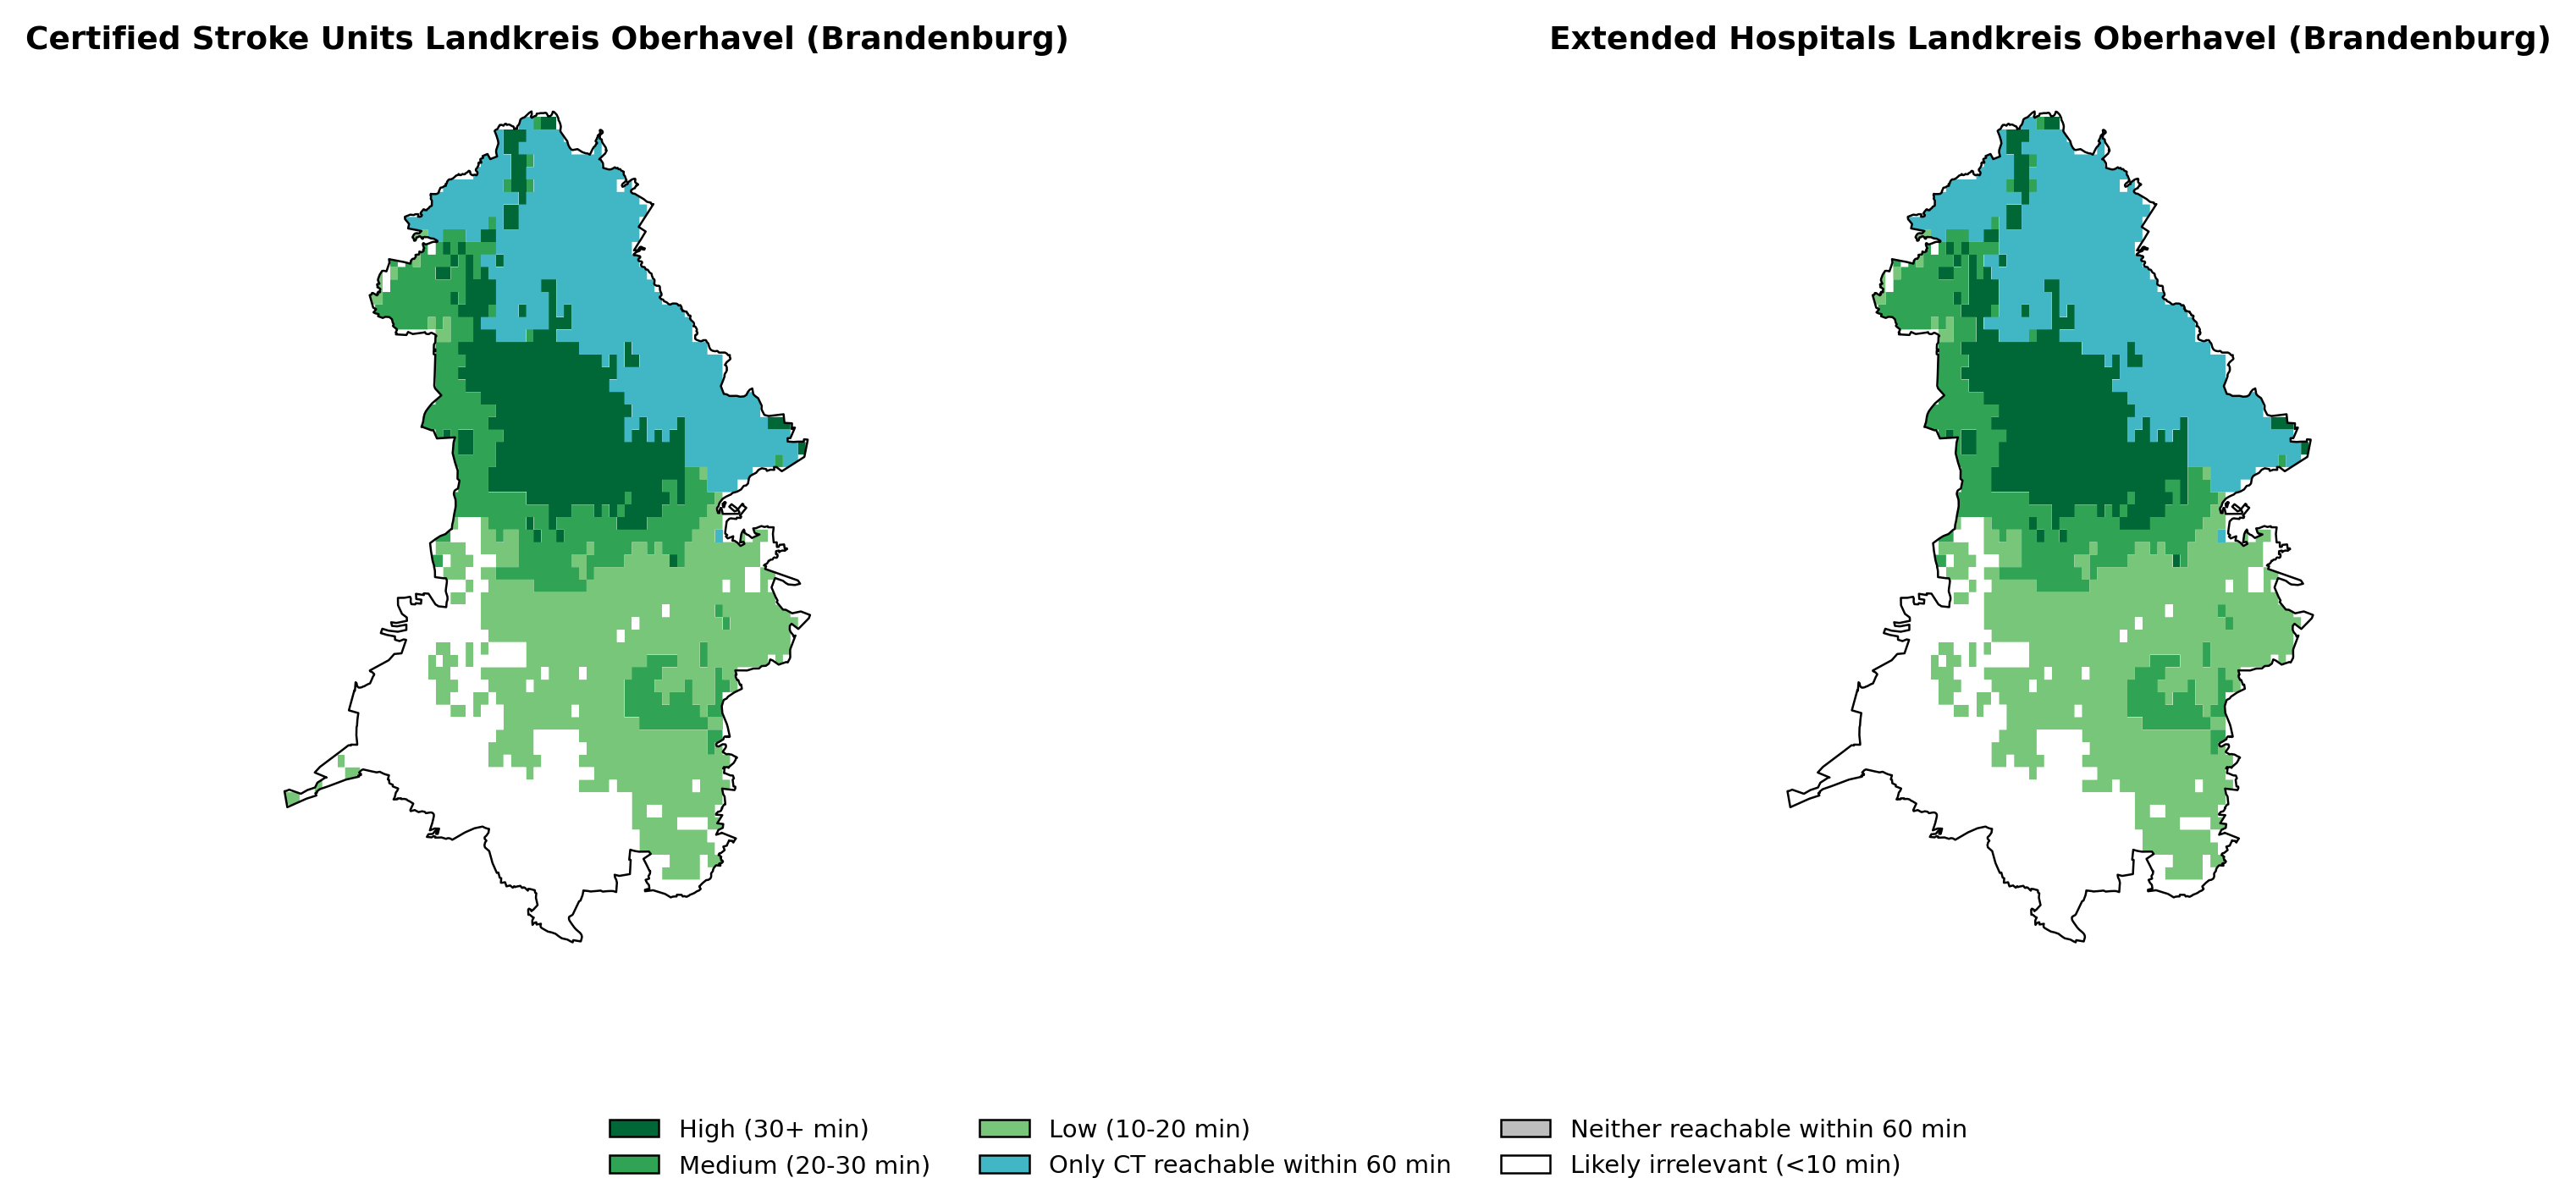 Certified Stroke Units Landkreis Oberhavel (Brandenburg)
Extended Hospitals Landkreis Oberhavel (Brandenburg)
High (30+ min)
Medium (20-30 min)
Low (10-20 min)
Only CT reachable within 60 min
Neither reachable within 60 min
Likely irrelevant (<10 min)